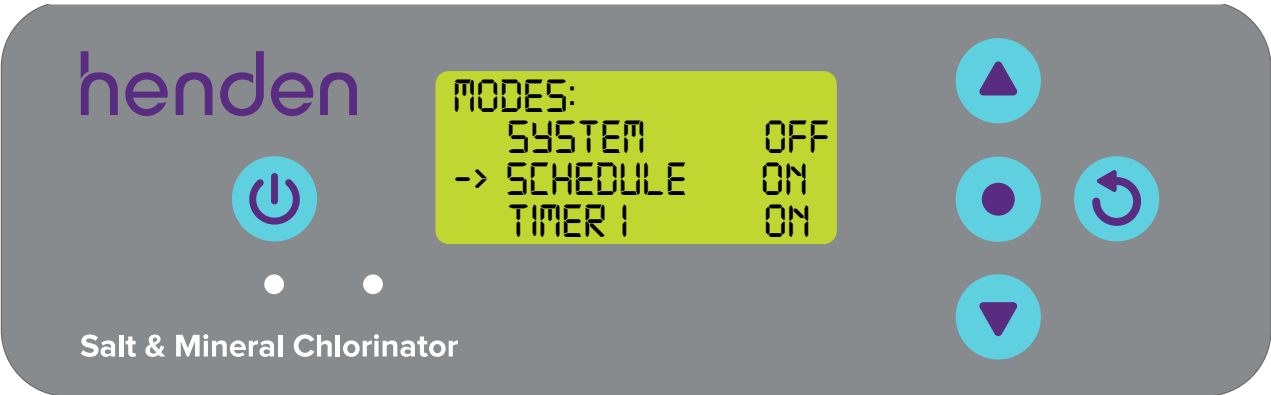 henden
MODES:
SYSTEM OFF
-> SCHEDULE ON
TIMER 1 ON
Salt & Mineral Chlorinator